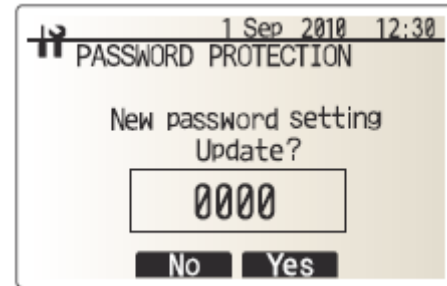 1 Sep 2010 12:30
PASSWORD PROTECTION
New password setting
Update?
0000
No Yes